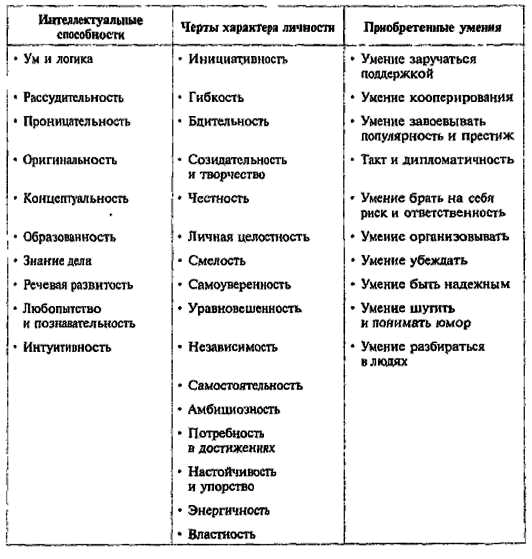 Интеллектуальные
способности
• Ум и логика
• Рассудительность
• Проницательность
• Оригинальность
• Концептуальность
• Образованность
• Знание дела
• Речевая развитость
• Любопытство
и познавательность
• Интуитивность
Черты характера личности
• Инициативность
• Гибкость
• Бдительность
• Созидательность
и творчество
• Честность
• Личная целостность
• Смелость
• Самоуверенность
• Уравновешенность
• Независимость
• Самостоятельность
• Амбициозность
• Потребность
в достижениях
• Настойчивость
и упорство
• Энергичность
• Властность
Приобретенные умения
• Умение заручаться
поддержкой
• Умение кооперирования
• Умение завоевывать
популярность и престиж
• Такт и дипломатичность
• Умение брать на себя
риск и ответственность
• Умение организовывать
• Умение убеждать
• Умение быть надежным
• Умение шутить
и понимать юмор
• Умение разбираться
в людях